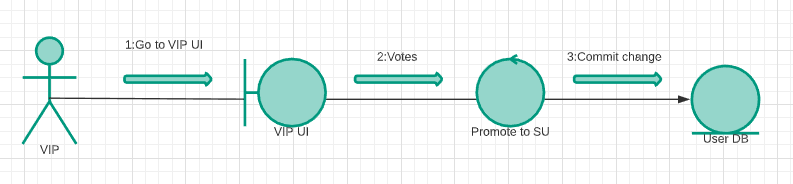 1:Go to VIP UI
2:Votes
3:Commit change
VIP
VIP UI
Promote to SU
User DB